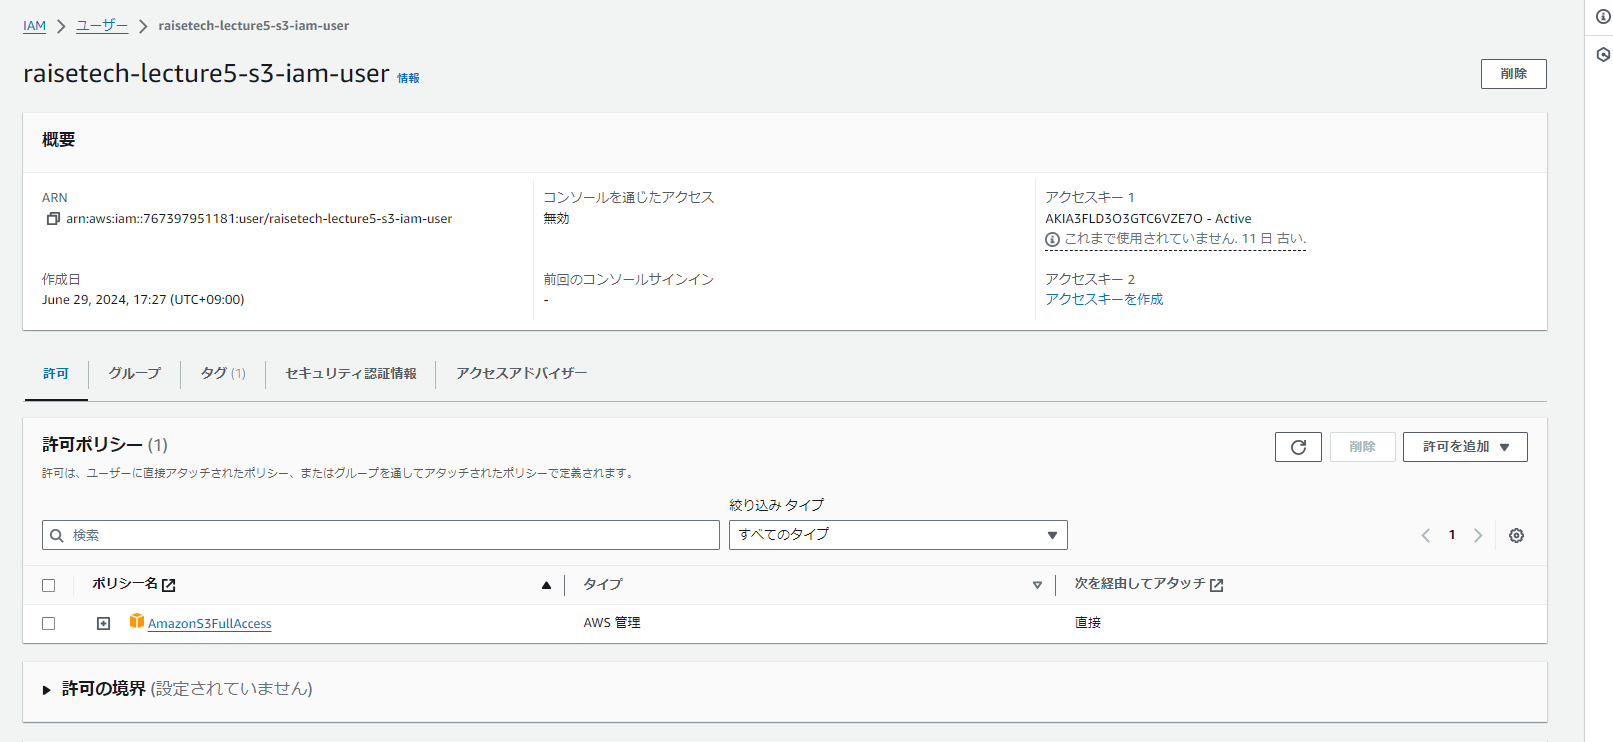 IAM > ユーザー > raisetech-lecture5-s3-iam-user
raisetech-lecture5-s3-iam-user 情報
削除
概要
ARN
arn:aws:iam::767397951181:user/raisetech-lecture5-s3-iam-user
作成日
June 29, 2024, 17:27 (UTC+09:00)
コンソールを通じたアクセス
無効
前回のコンソールサインイン
-
アクセスキー 1
AKIA3FLD3O3GTC6VZE7O - Active
これまで使用されていません. 11 日 古い.
アクセスキー 2
アクセスキーを作成
許可 グループ タグ (1) セキュリティ認証情報 アクセスアドバイザー
許可ポリシー (1)
削除 許可を追加
許可は、ユーザーに直接アタッチされたポリシー、またはグループを通してアタッチされたポリシーで定義されます。
絞り込み タイプ
検索 すべてのタイプ 1
ポリシー名 タイプ 次を経由してアタッチ
AmazonS3FullAccess AWS 管理 直接
許可の境界 (設定されていません)